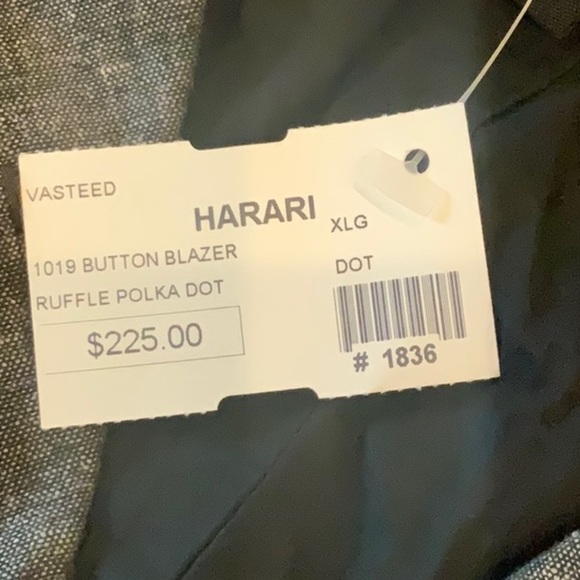 VASTEED
HARARI
XLG
1019 BUTTON BLAZER
DOT
RUFFLE POLKA DOT
$225.00
# 1836